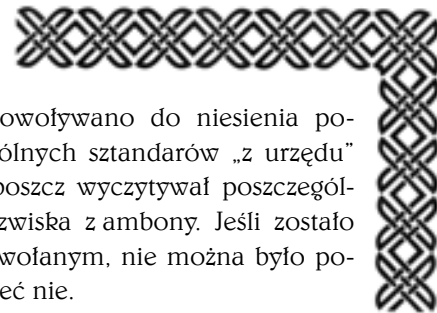 owoływano do niesienia po-
ólnych sztandarów „z urzędu”
boszcz wyczytywał poszczegól-
zwiska z ambony. Jeśli zostało
wołanym, nie można było po-
eć nie.